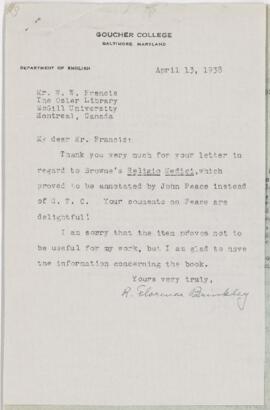 GOUCHER COLLEGE
BALTIMORE, MARYLAND
DEPARTMENT OF ENGLISH
April 13, 1938
Mr. W. W. Francis
The Osler Library
McGill University
Montreal, Canada
My dear Mr. Francis:
Thank you very much for your letter in
regard to Browne's Religio Medici, which
proved to be annotated by John Peace instead
of S. T. C. Your comments on Peace are
delightful!
I am sorry that the item proves not to
be useful for my work, but I am glad to have
the information concerning the book.
Yours very truly,
R. Florence Brinkley